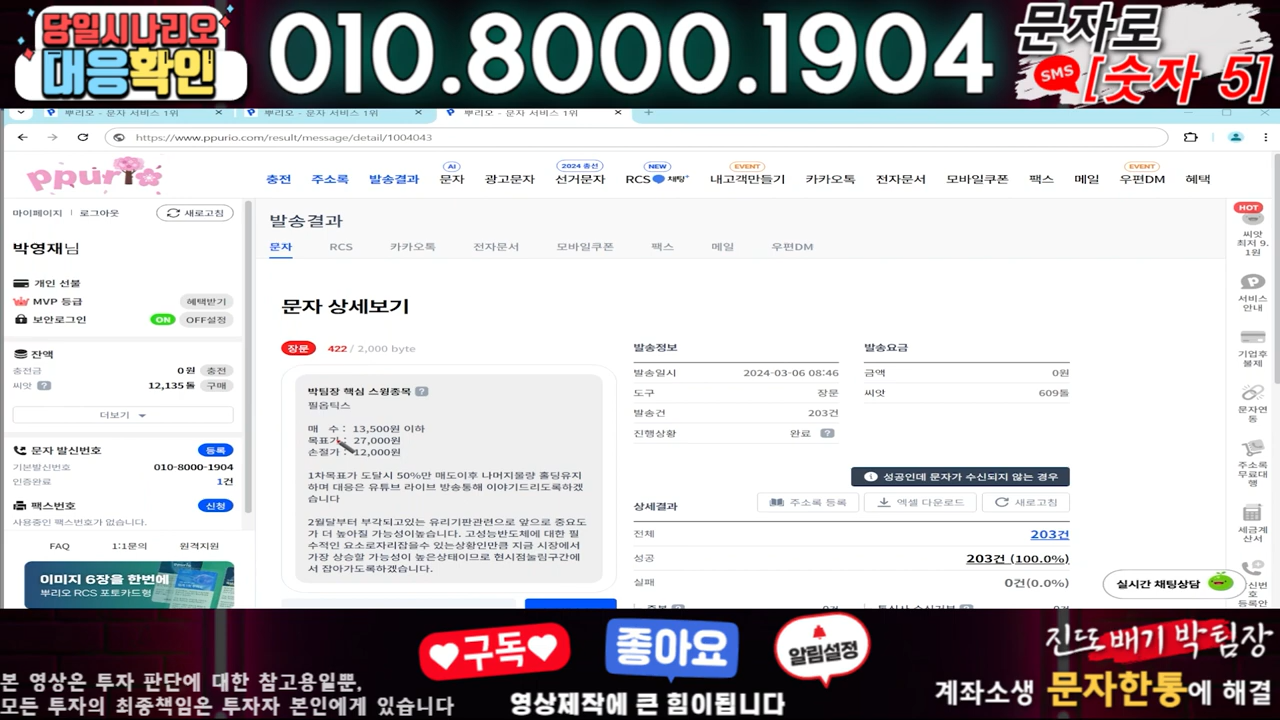 당일시나리오
대응확인
010.8000.1904
문자로
SMS
[숫자 5]
뿌리오 - 문자 서비스 1위
뿌리오 - 문자 서비스 1위
뿌리오 - 문자 서비스 1위
https://www.ppurio.com/result/message/detail/1004043
ppurio
AI
2024 총선
NEW
EVENT
EVENT
충전 주소록 발송결과 문자 광고문자 선거문자 RCS 채팅+ 내고객만들기 카카오톡 전자문서 모바일쿠폰 팩스 메일 우편DM 혜택
마이페이지 | 로그아웃
새로고침
박영재님
개인 선불
MVP 등급 혜택받기
보안로그인 ON OFF설정
잔액
충전금 0원 충전
씨앗 ? 12,135톨 구매
더보기
문자 발신번호 등록
기본발신번호 010-8000-1904
인증완료 1건
팩스번호 신청
사용중인 팩스번호가 없습니다.
FAQ 1:1문의 원격지원
이미지 6장을 한번에
뿌리오 RCS 포토카드형
발송결과
문자 RCS 카카오톡 전자문서 모바일쿠폰 팩스 메일 우편DM
문자 상세보기
장문 422 / 2,000 byte
박팀장 핵심 스윙종목 ?
필옵틱스
매 수 : 13,500원 이하
목표가 : 27,000원
손절가 : 12,000원
1차목표가 도달시 50%만 매도이후 나머지물량 홀딩유지
하며 대응은 유튜브 라이브 방송통해 이야기드리도록하겠
습니다
2월달부터 부각되고있는 유리기판관련으로 앞으로 중요도
가 더 높아질 가능성이높습니다. 고성능반도체에 대한 필
수적인 요소로자리잡을수 있는상황인만큼 지금 시장에서
가장 상승할 가능성이 높은상태이므로 현시점눌림구간에
서 잡아가도록하겠습니다.
발송정보
발송일시 2024-03-06 08:46
도구 장문
발송건 203건
진행상황 완료 ?
발송요금
금액 0원
씨앗 609톨
성공인데 문자가 수신되지 않는 경우
상세결과
주소록 등록
엑셀 다운로드
새로고침
전체 203건
성공 203건 (100.0%)
실패 0건(0.0%)
HOT
씨앗
최저 9.
1원
서비스
안내
기업후
불제
문자연
동
주소록
무료대
행
세금계
산서
실시간 채팅상담
발신번
호
등록안
본 영상은 투자 판단에 대한 참고용일뿐,
모든 투자의 최종책임은 투자자 본인에게 있습니다
구독
좋아요
알림설정
영상제작에 큰 힘이됩니다
진또배기 박팀장
계좌소생 문자한통에 해결